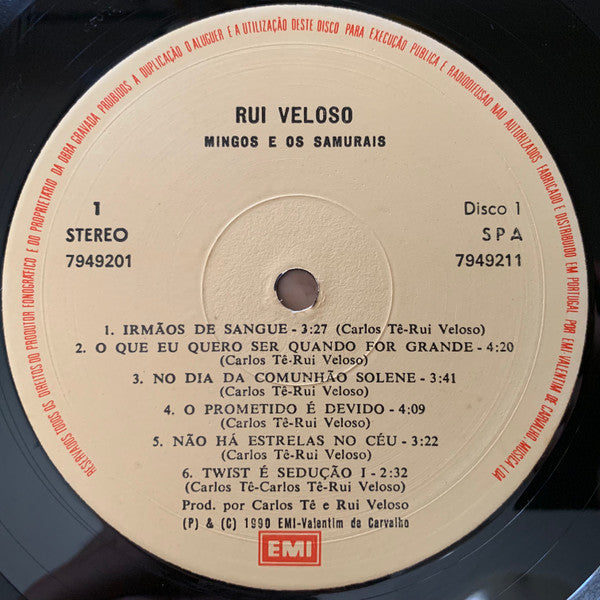 RESERVADOS TODOS OS DIREITOS DO PRODUTOR FONOGRÁFICO E DO PROPRIETÁRIO DA OBRA GRAVADA PROIBIDOS A DUPLICAÇÃO O ALUGUER E A UTILIZAÇÃO DESTE DISCO PARA EXECUÇÃO PÚBLICA E RADIODIFUSÃO NÃO AUTORIZADOS FABRICADO E DISTRIBUIDO EM PORTUGAL POR EMI-VALENTIM DE CARVALHO, MÚSICA LDA
RUI VELOSO
MINGOS E OS SAMURAIS
1 Disco 1
STEREO SPA
7949201 7949211
1. IRMÃOS DE SANGUE - 3:27 (Carlos Tê-Rui Veloso)
2. O QUE EU QUERO SER QUANDO FOR GRANDE - 4:20
(Carlos Tê-Rui Veloso)
3. NO DIA DA COMUNHÃO SOLENE - 3:41
(Carlos Tê-Rui Veloso)
4. O PROMETIDO É DEVIDO - 4:09
(Carlos Tê-Rui Veloso)
5. NÃO HÁ ESTRELAS NO CÉU - 3:22
(Carlos Tê-Rui Veloso)
6. TWIST É SEDUÇÃO I - 2:32
(Carlos Tê-Carlos Tê-Rui Veloso)
Prod. por Carlos Tê e Rui Veloso
(P) & (C) 1990 EMI-Valentim de Carvalho
EMI